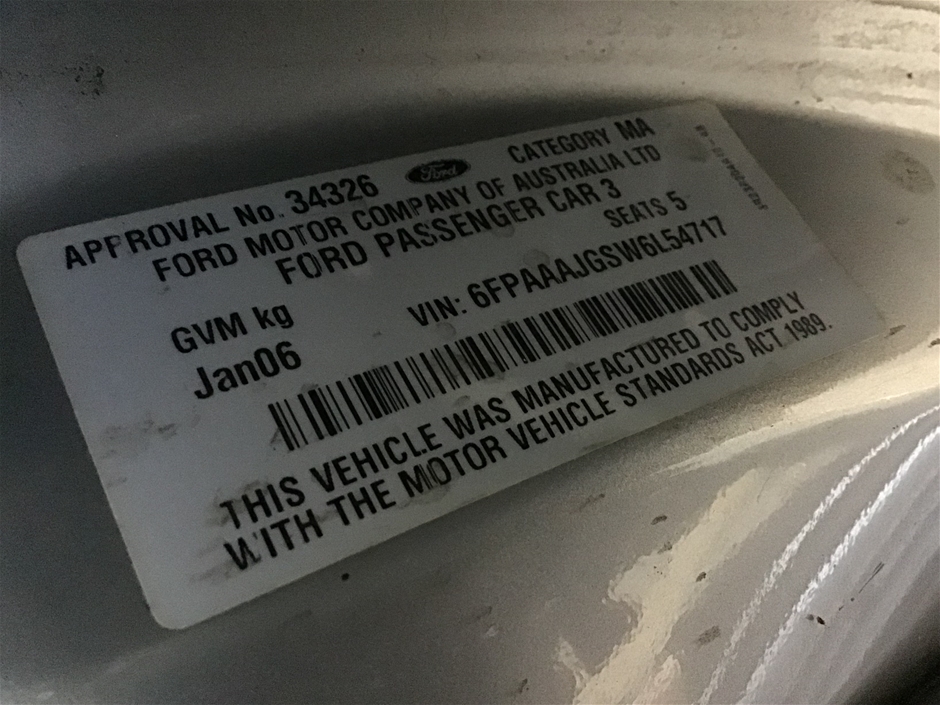 APPROVAL No. 34326 Ford CATEGORY MA
FORD MOTOR COMPANY OF AUSTRALIA LTD
FORD PASSENGER CAR 3
SEATS 5
GVM kg VIN: 6FPAAAJGSW6L54717
Jan06
THIS VEHICLE WAS MANUFACTURED TO COMPLY
WITH THE MOTOR VEHICLE STANDARDS ACT 1989.